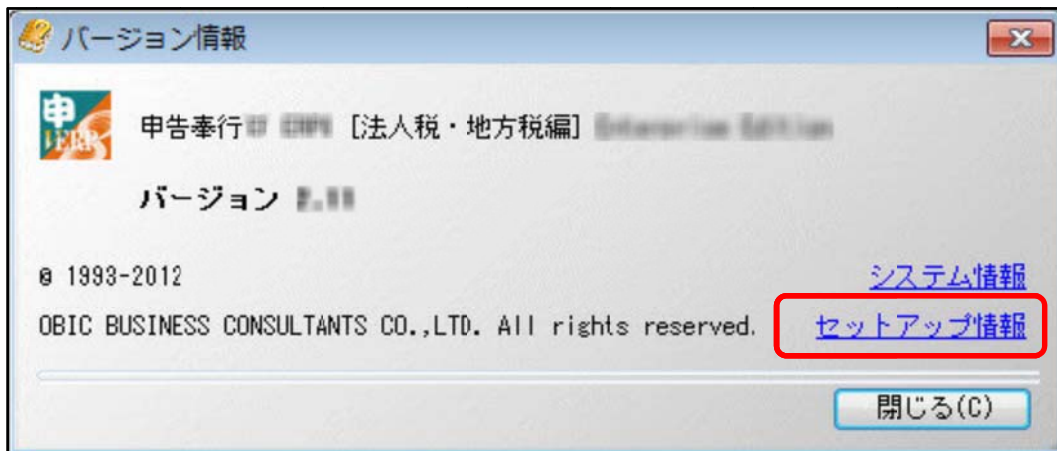 バージョン情報
申
VERP
申告奉行 [法人税・地方税編]
バージョン
© 1993-2012
システム情報
OBIC BUSINESS CONSULTANTS CO.,LTD. All rights reserved.
セットアップ情報
閉じる(C)